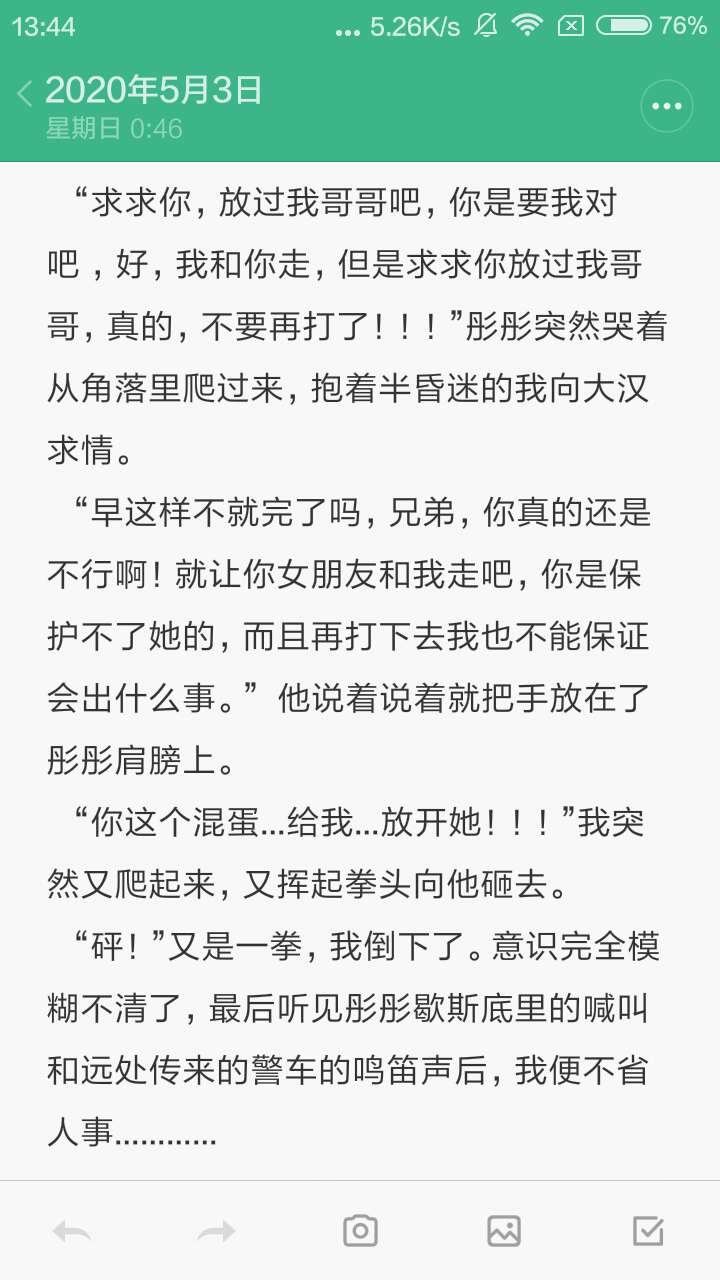 13:44
... 5.26K/s 76%
2020年5月3日
星期日 0:46
“求求你，放过我哥哥吧，你是要我对
吧 ，好，我和你走，但是求求你放过我哥
哥，真的，不要再打了！！！”彤彤突然哭着
从角落里爬过来，抱着半昏迷的我向大汉
求情。
“早这样不就完了吗，兄弟，你真的还是
不行啊！就让你女朋友和我走吧，你是保
护不了她的，而且再打下去我也不能保证
会出什么事。” 他说着说着就把手放在了
彤彤肩膀上。
“你这个混蛋...给我...放开她！！！”我突
然又爬起来，又挥起拳头向他砸去。
“砰！”又是一拳，我倒下了。意识完全模
糊不清了，最后听见彤彤歇斯底里的喊叫
和远处传来的警车的鸣笛声后，我便不省
人事............